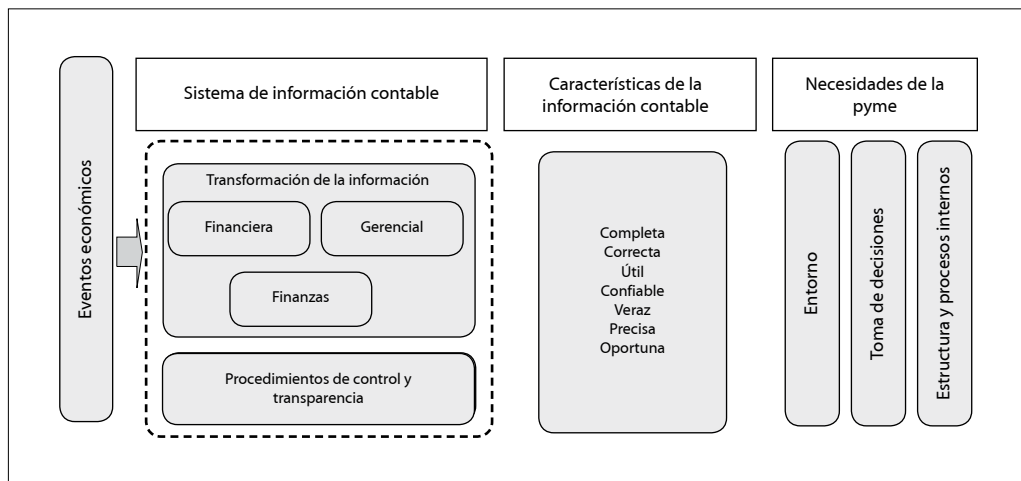 Eventos económicos
Sistema de información contable
Transformación de la información
Financiera
Gerencial
Finanzas
Procedimientos de control y
transparencia
Características de la
información contable
Completa
Correcta
Útil
Confiable
Veraz
Precisa
Oportuna
Necesidades de la
pyme
Entorno
Toma de decisiones
Estructura y procesos internos